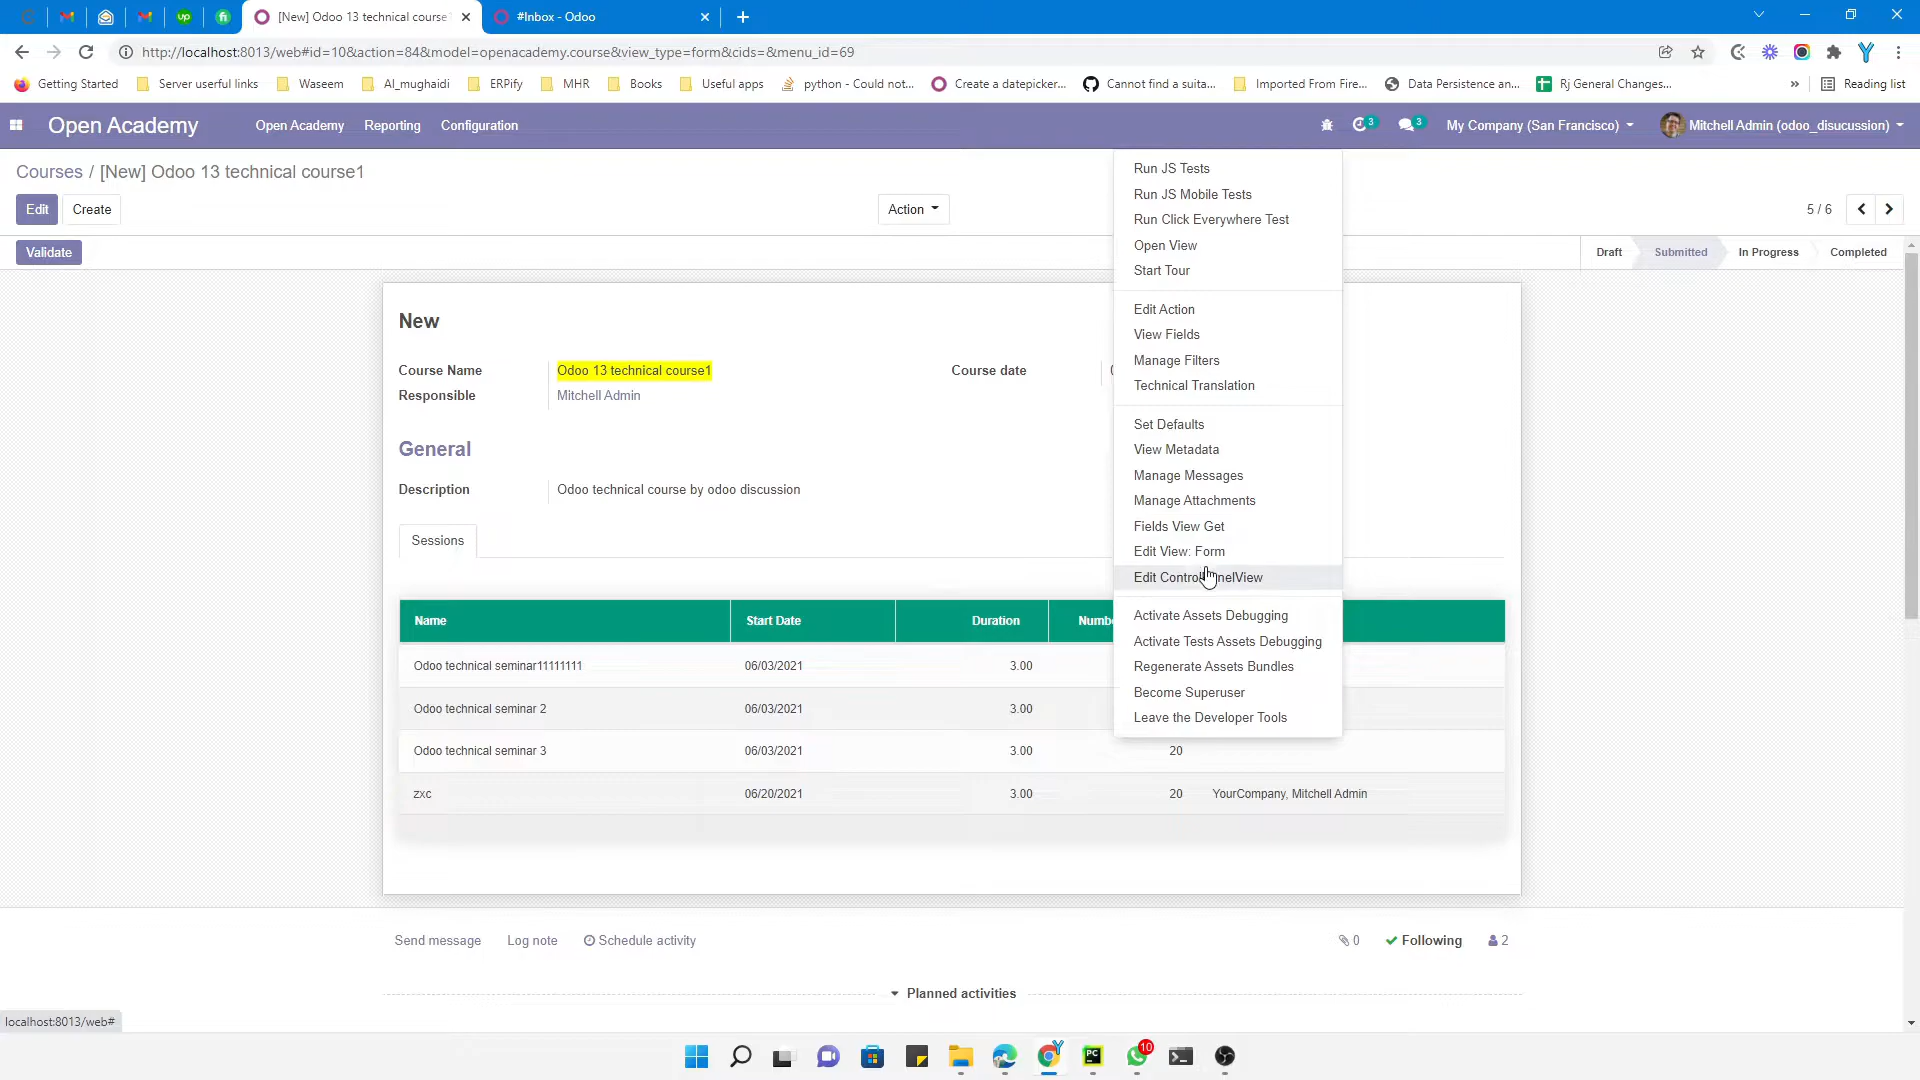 [New] Odoo 13 technical course
#Inbox - Odoo
http://localhost:8013/web#id=10&action=84&model=openacademy.course&view_type=form&cids=&menu_id=69
Getting Started
Server userful links
Waseem
Al_mughaidi
ERPify
MHR
Books
Useful apps
python - Could not...
Create a datepicker...
Cannot find a suita...
Imported From Fire...
Data Persistence an...
Rj General Changes...
»
Reading list
Open Academy
Open Academy
Reporting
Configuration
3
3
My Company (San Francisco)
Mitchell Admin (odoo_disucussion)
Courses / [New] Odoo 13 technical course1
Edit
Create
Action
5 / 6
Validate
Draft
Submitted
In Progress
Completed
Run JS Tests
Run JS Mobile Tests
Run Click Everywhere Test
Open View
Start Tour
Edit Action
View Fields
Manage Filters
Technical Translation
Set Defaults
View Metadata
Manage Messages
Manage Attachments
Fields View Get
Edit View: Form
Activate Assets Debugging
Activate Tests Assets Debugging
Regenerate Assets Bundles
Become Superuser
Leave the Developer Tools
New
Course Name
Odoo 13 technical course1
Course date
Responsible
Mitchell Admin
General
Description
Odoo technical course by odoo discussion
Sessions
Name
Start Date
Duration
Odoo technical seminar11111111
06/03/2021
3.00
Odoo technical seminar 2
06/03/2021
3.00
Odoo technical seminar 3
06/03/2021
3.00
20
zxc
06/20/2021
3.00
20
YourCompany, Mitchell Admin
Send message
Log note
Schedule activity
0
Following
2
Planned activities
localhost:8013/web#
10